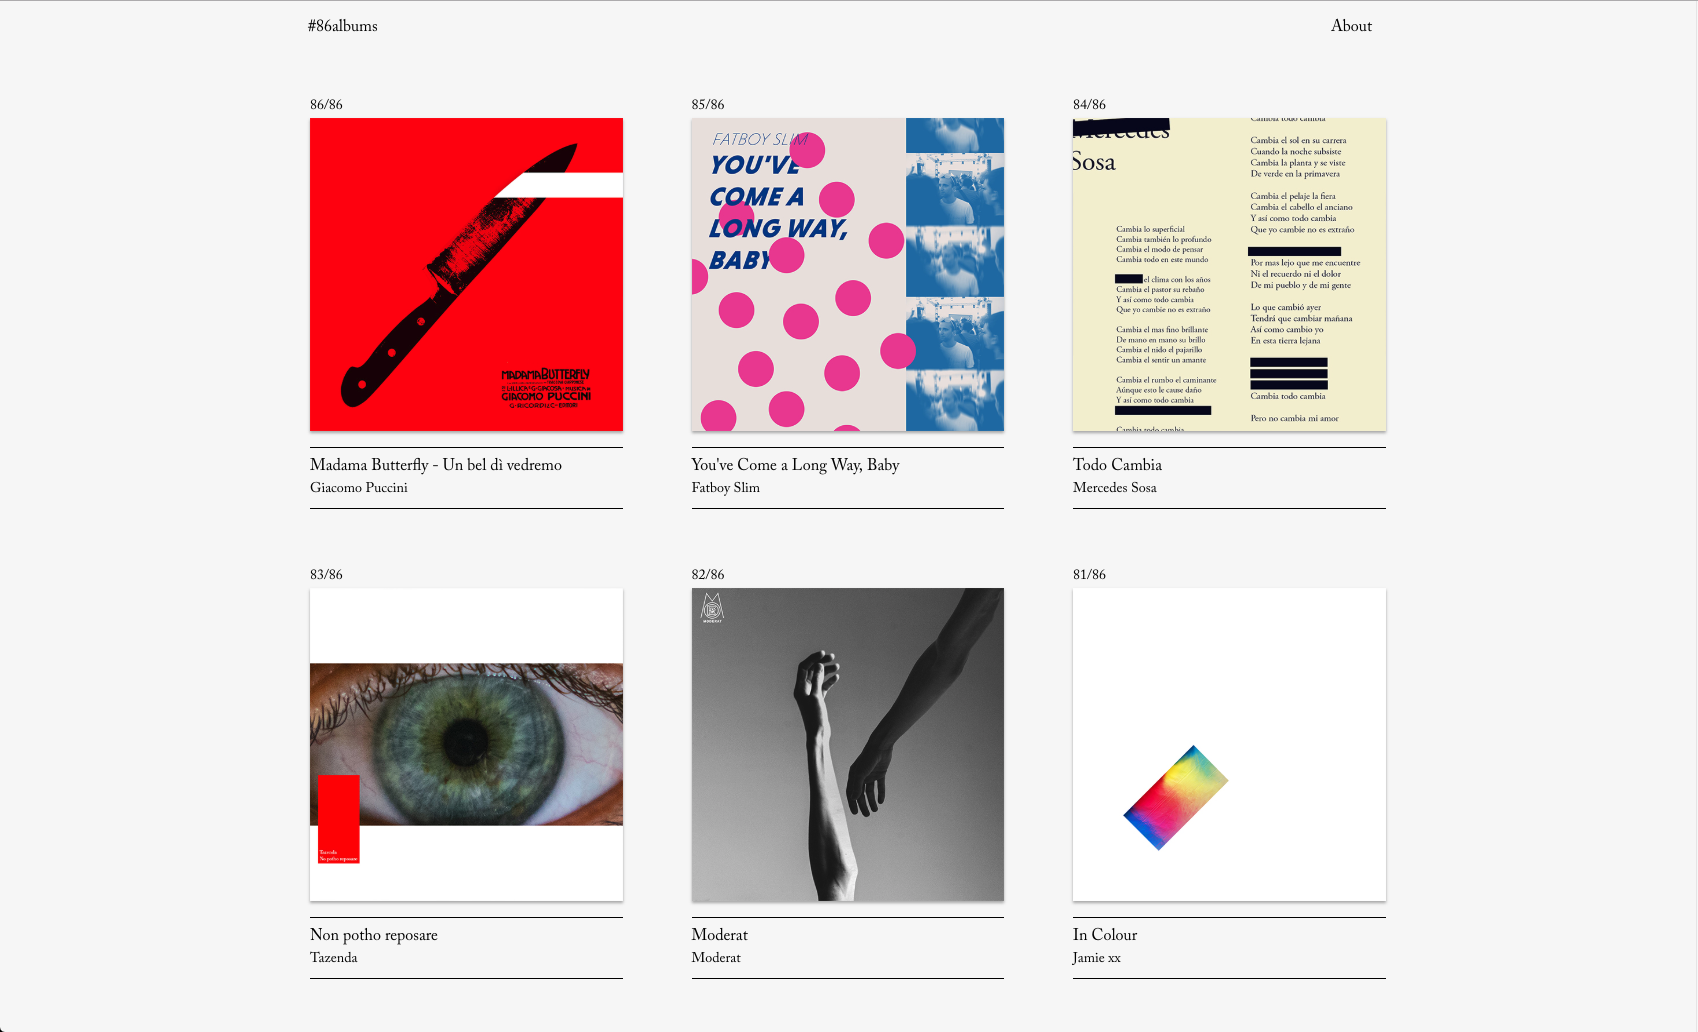 #86albums
About
86/86
MADAMA BUTTERFLY
GIACOMO PUCCINI
Madama Butterfly - Un bel dì vedremo
Giacomo Puccini
85/86
FATBOY SLIM
YOU'VE
COME A
LONG WAY,
BABY
You've Come a Long Way, Baby
Fatboy Slim
84/86
Mercedes
Sosa
Cambia lo superficial
Cambia también lo profundo
Cambia el modo de pensar
Cambia todo en este mundo
el clima con los años
Cambia el pastor su rebaño
Y así como todo cambia
Que yo cambie no es extraño
Cambia el mas fino brillante
De mano en mano su brillo
Cambia el nido el pajarillo
Cambia el sentir un amante
Cambia el rumbo el caminante
Aúnque esto le cause daño
Y así como todo cambia
Cambia todo cambia
Cambia todo cambia
Cambia el sol en su carrera
Cuando la noche subsiste
Cambia la planta y se viste
De verde en la primavera
Cambia el pelaje la fiera
Cambia el cabello el anciano
Y así como todo cambia
Que yo cambie no es extraño
Por mas lejo que me encuentre
Ni el recuerdo ni el dolor
De mi pueblo y de mi gente
Lo que cambió ayer
Tendrá que cambiar mañana
Así como cambio yo
En esta tierra lejana
Cambia todo cambia
Pero no cambia mi amor
Todo Cambia
Mercedes Sosa
83/86
Tazenda
No potho reposare
Non potho reposare
Tazenda
82/86
MODERAT
Moderat
Moderat
81/86
In Colour
Jamie xx